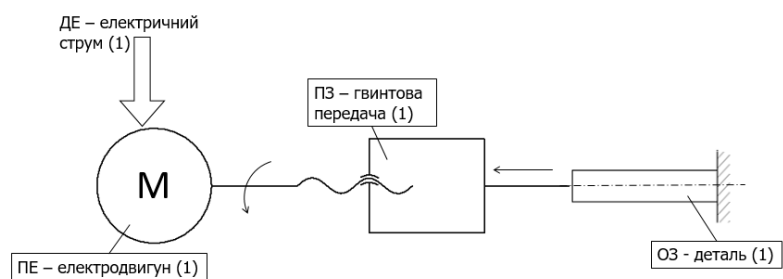 ДЕ – електричний
струм (1)
ПЗ – гвинтова
передача (1)
М
ПЕ – електродвигун (1)
ОЗ - деталь (1)